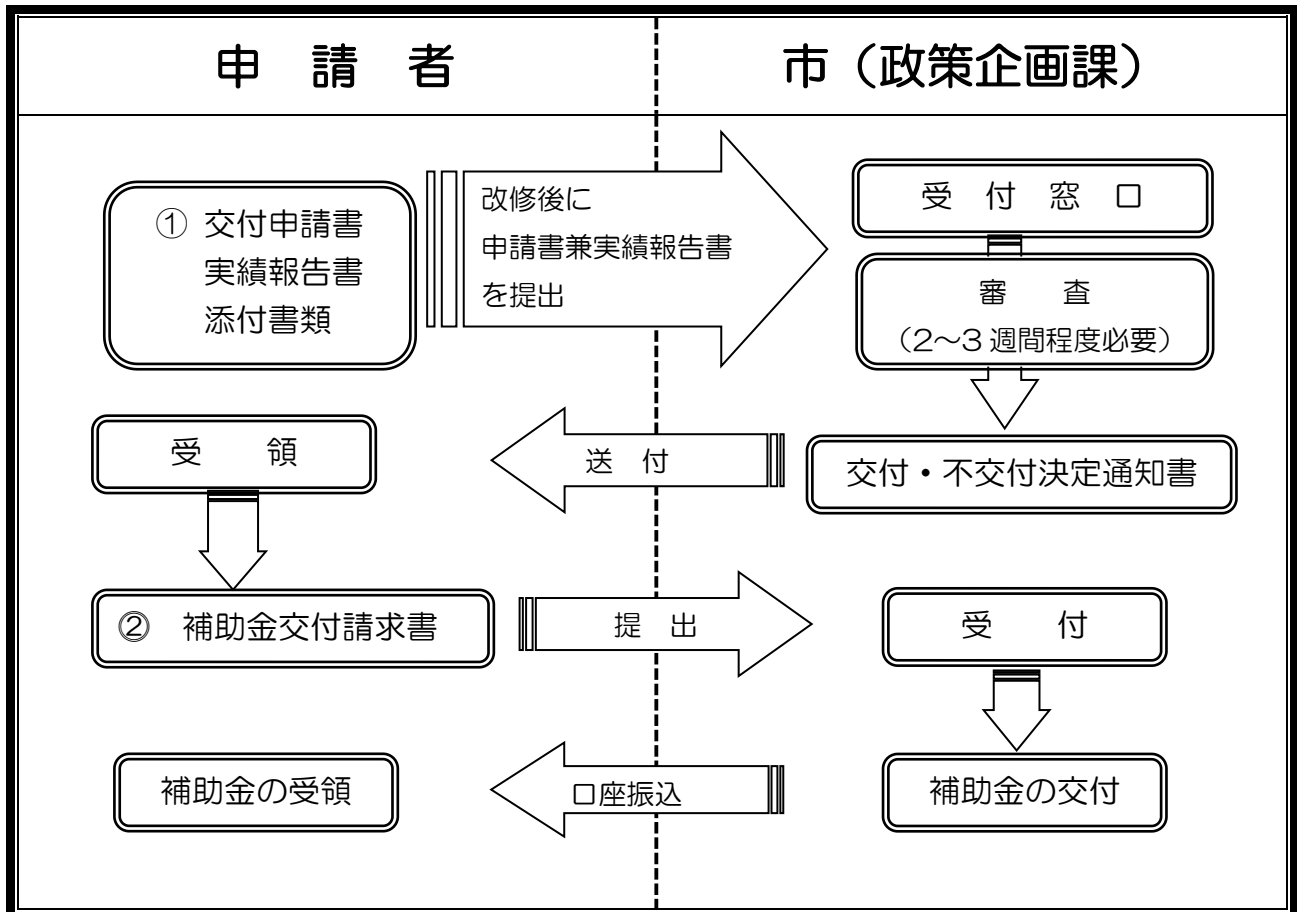 申　請　者
市（政策企画課）
① 交付申請書
実績報告書
添付書類
改修後に
申請書兼実績報告書
を提出
受　付　窓　口
審　　査
（2～3 週間程度必要）
交付・不交付決定通知書
送　付
受　　領
②　補助金交付請求書
提　出
受　　付
補助金の交付
口座振込
補助金の受領